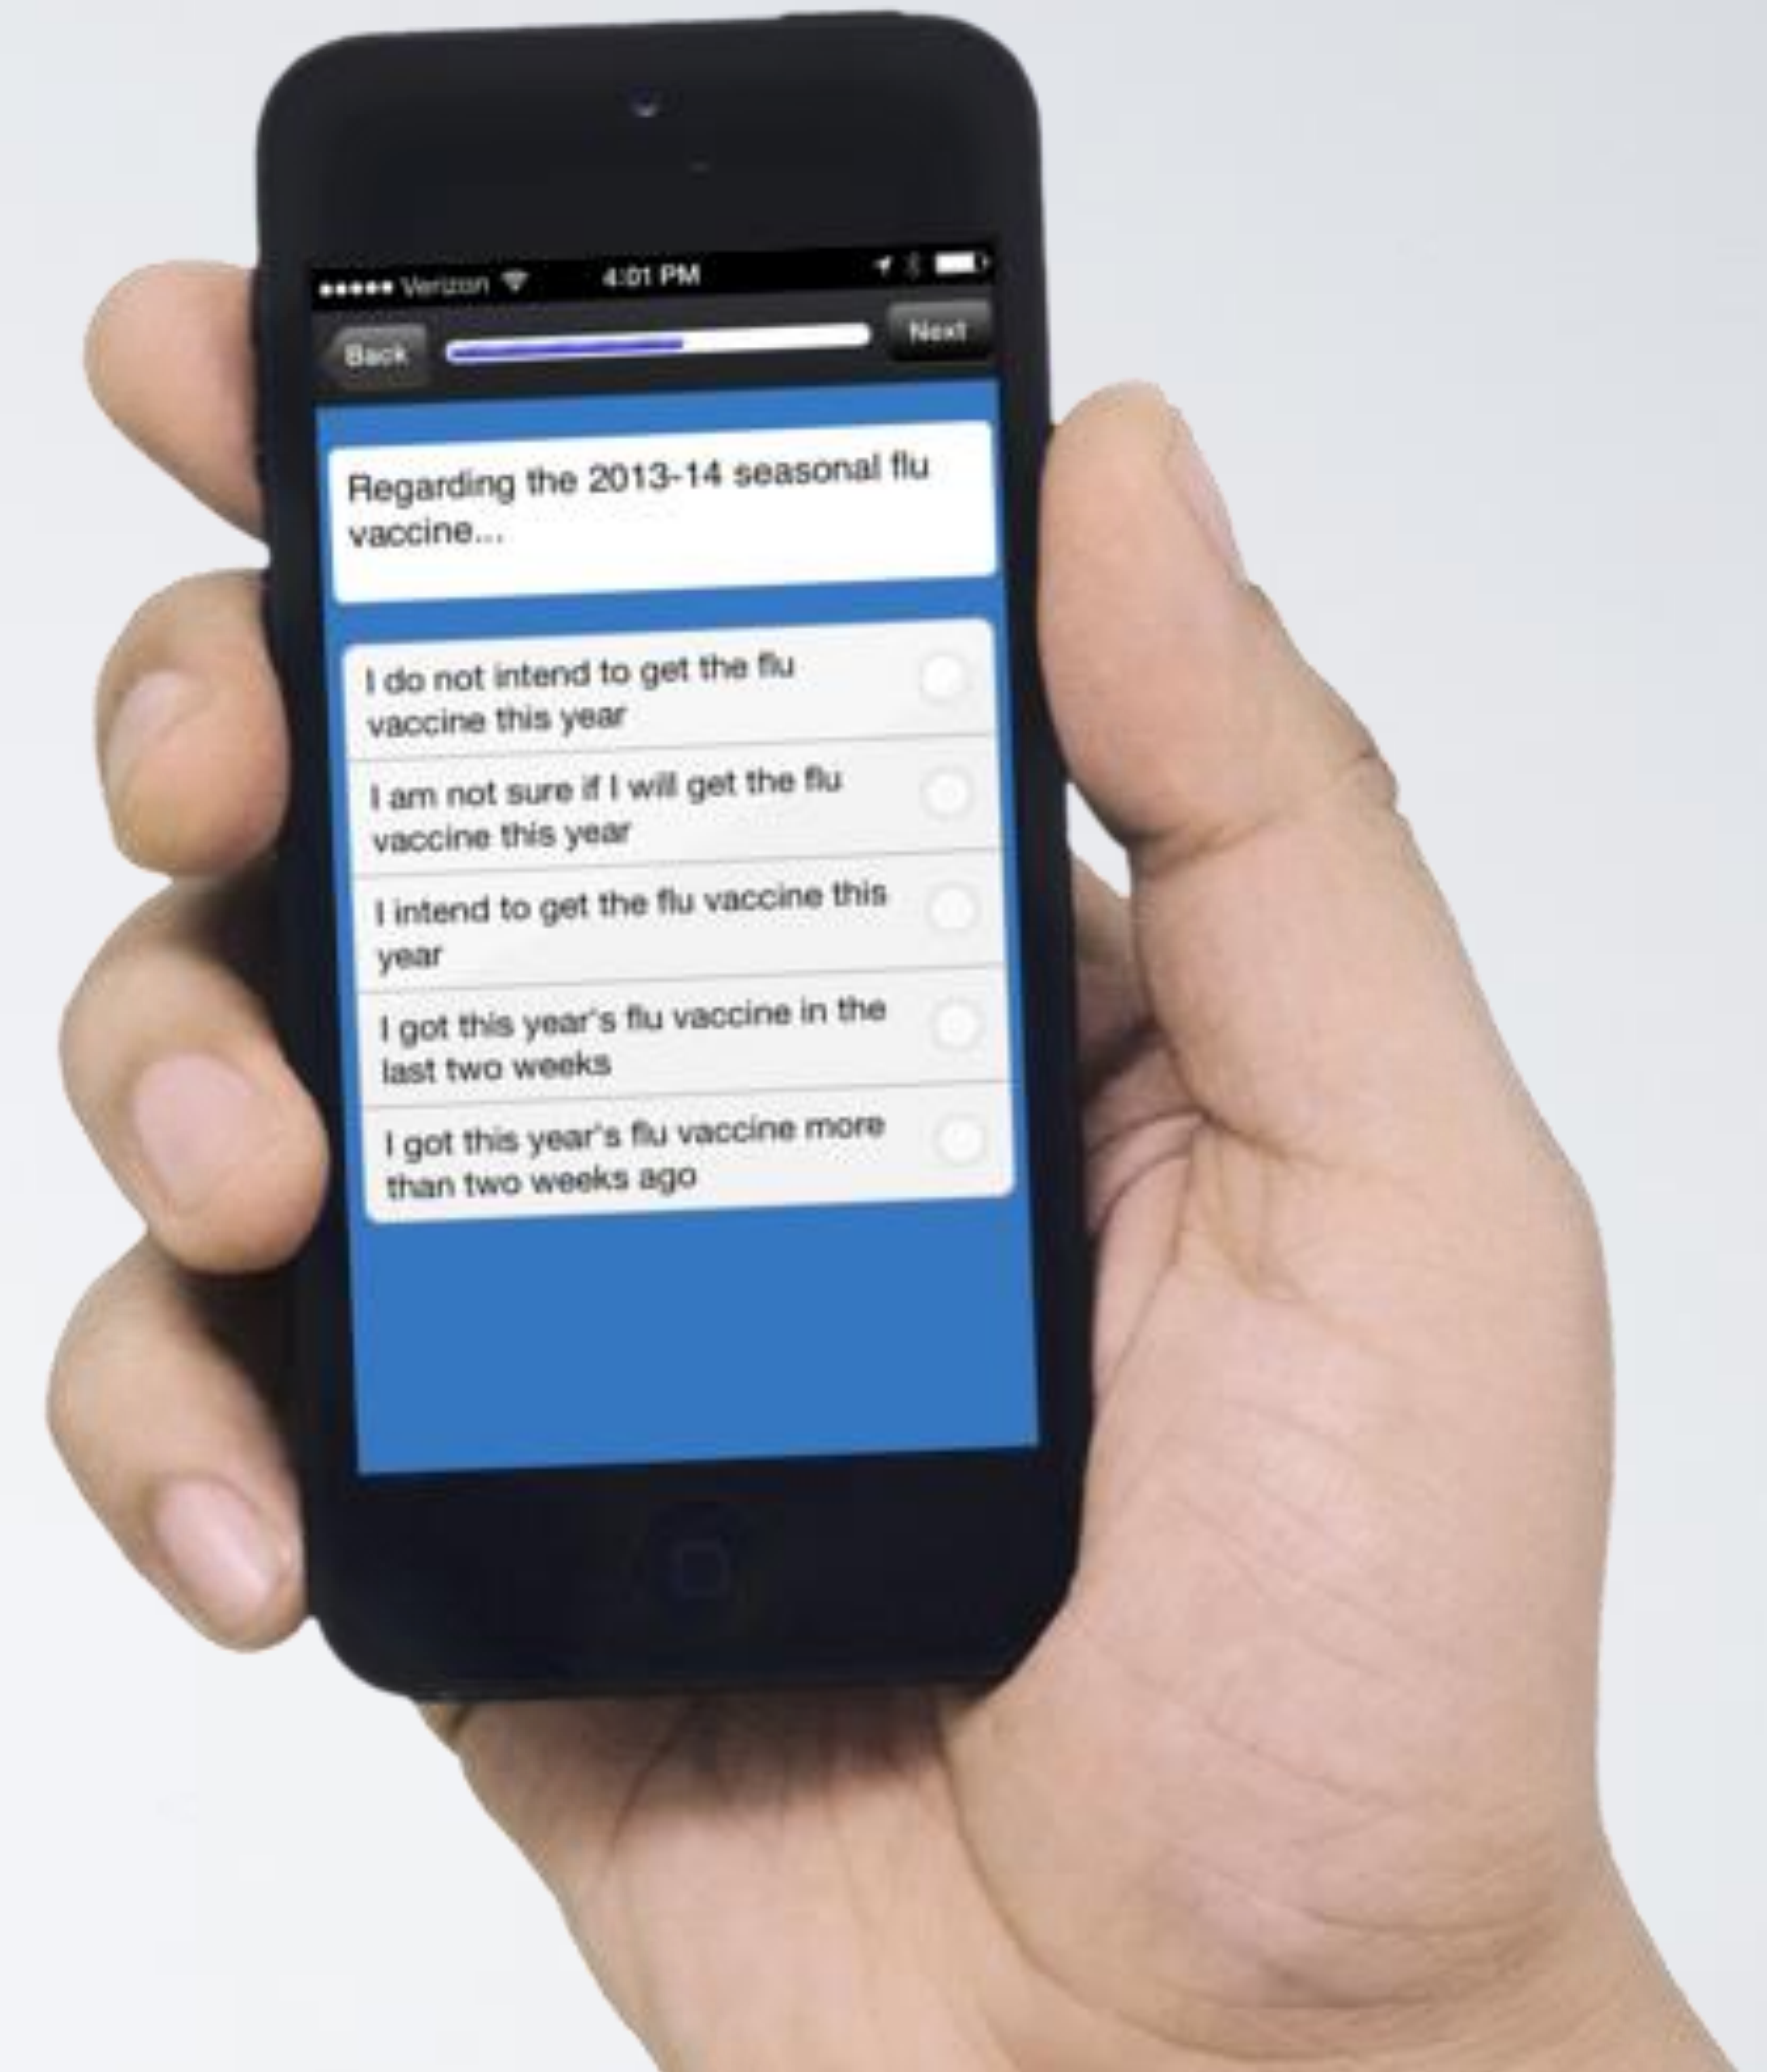 Verizon 4:01 PM
Back Next
Regarding the 2013-14 seasonal flu
vaccine...
I do not intend to get the flu
vaccine this year
I am not sure if I will get the flu
vaccine this year
I intend to get the flu vaccine this
year
I got this year's flu vaccine in the
last two weeks
I got this year's flu vaccine more
than two weeks ago